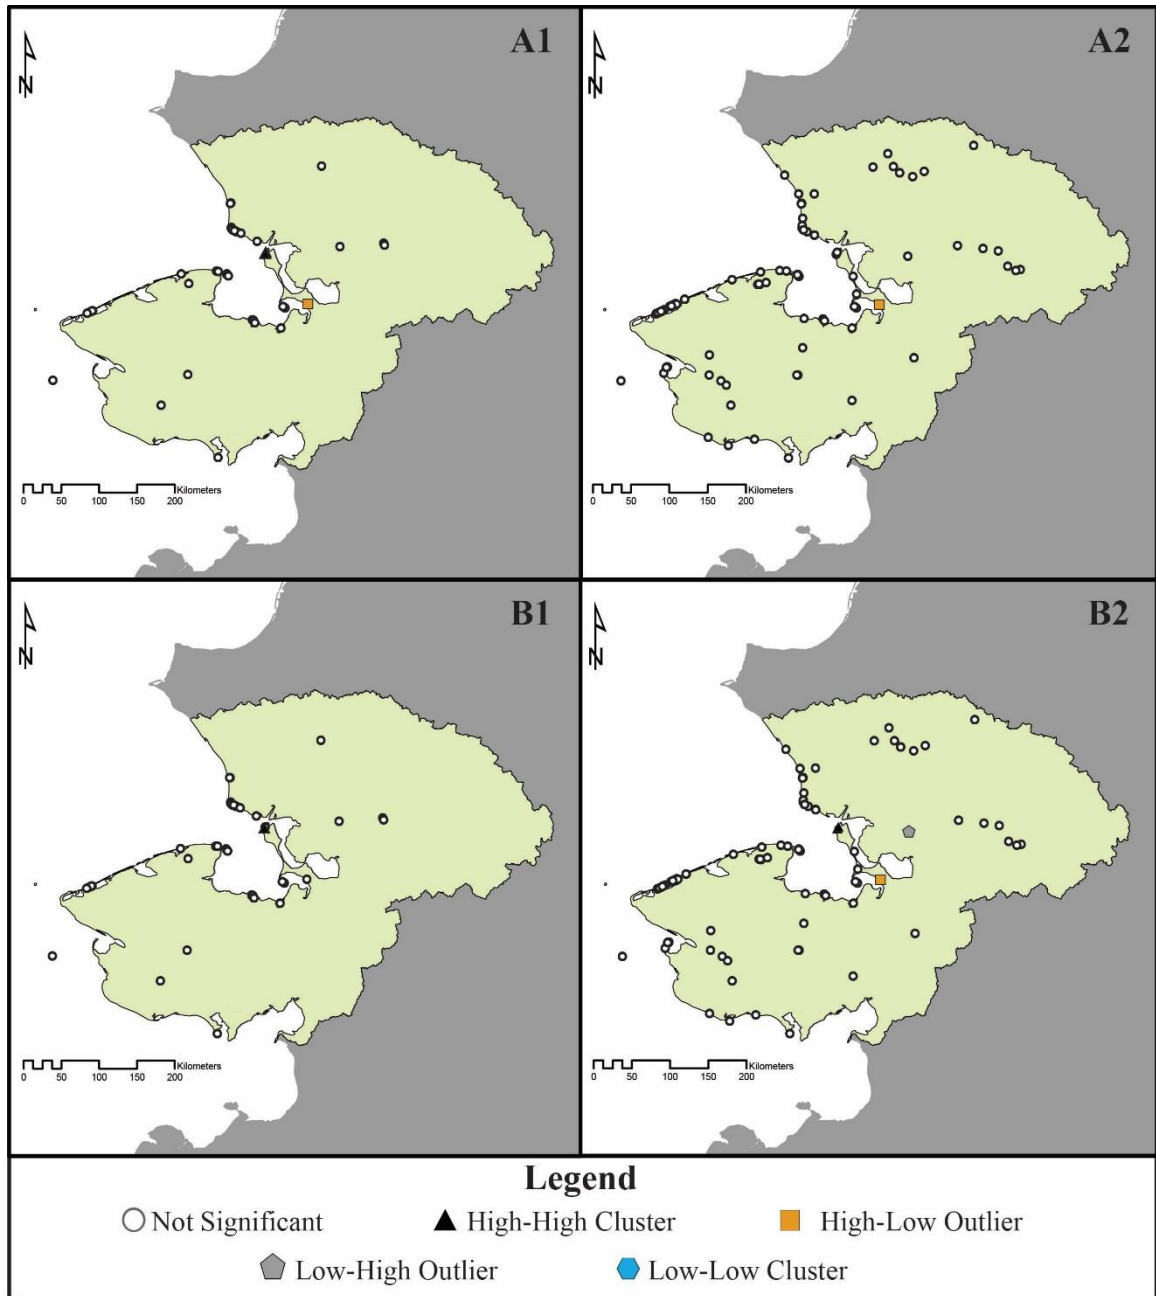 A1
A2
N
N
Kilometers
0 50 100 150 200
Kilometers
0 50 100 150 200
B1
B2
N
N
Kilometers
0 50 100 150 200
Kilometers
0 50 100 150 200
Legend
Not Significant High-High Cluster High-Low Outlier
Low-High Outlier Low-Low Cluster